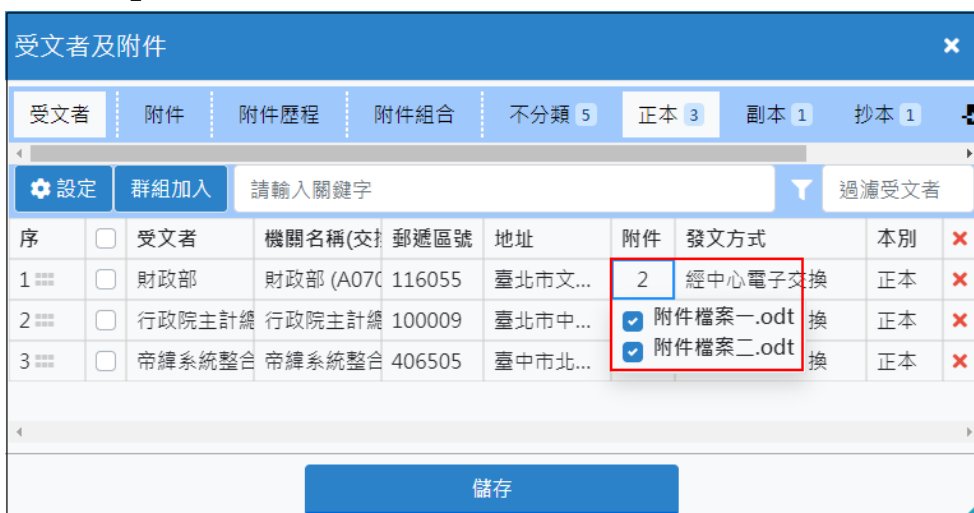 受文者及附件
受文者 附件 附件歷程 附件組合 不分類 5 正本 3 副本 1 抄本 1
設定 群組加入 請輸入關鍵字 過濾受文者
序 受文者 機關名稱(交換 郵遞區號 地址 附件 發文方式 本別
1 財政部 財政部 (A070 116055 臺北市文... 2 經中心電子交換 正本
2 行政院主計總 行政院主計總 100009 臺北市中... 附件檔案一.odt 換 正本
3 帝緯系統整合 帝緯系統整合 406505 臺中市北... 附件檔案二.odt 換 正本
儲存